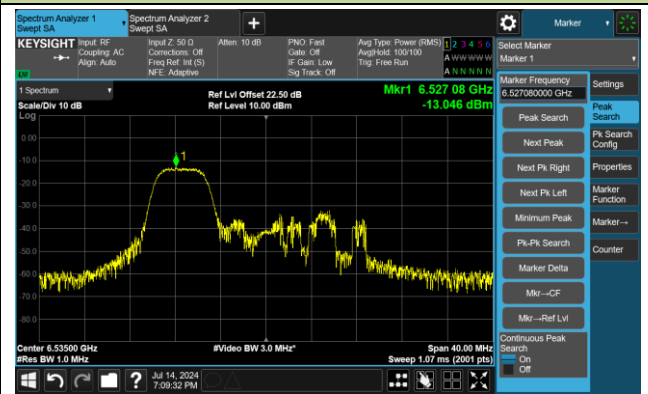 Spectrum Analyzer 1
Swept SA
Spectrum Analyzer 2
Swept SA
+
Marker
KEYSIGHT
Input: RF
Coupling: AC
Align: Auto
Input Z: 50 Ω
Corrections: Off
Freq Ref: Int (S)
NFE: Adaptive
Atten: 10 dB
PNO: Fast
Gate: Off
IF Gain: Low
Sig Track: Off
Avg Type: Power (RMS)
Avg|Hold: 100/100
Trig: Free Run
1 2 3 4 5 6
A W W W W W
A N N N N N
Select Marker
Marker 1
1 Spectrum
Scale/Div 10 dB
Log
Ref Lvl Offset 22.50 dB
Ref Level 10.00 dBm
Mkr1 6.527 08 GHz
-13.046 dBm
1
0.00
-10.0
-20.0
-30.0
-40.0
-50.0
-60.0
-70.0
-80.0
Center 6.53500 GHz
#Res BW 1.0 MHz
#Video BW 3.0 MHz*
Span 40.00 MHz
Sweep 1.07 ms (2001 pts)
Marker Frequency
6.527080000 GHz
Peak Search
Next Peak
Next Pk Right
Next Pk Left
Minimum Peak
Pk-Pk Search
Marker Delta
Mkr→CF
Mkr→Ref Lvl
Continuous Peak
Search
On
Off
Settings
Peak
Search
Pk Search
Config
Properties
Marker
Function
Marker→
Counter
?
Jul 14, 2024
7:09:32 PM